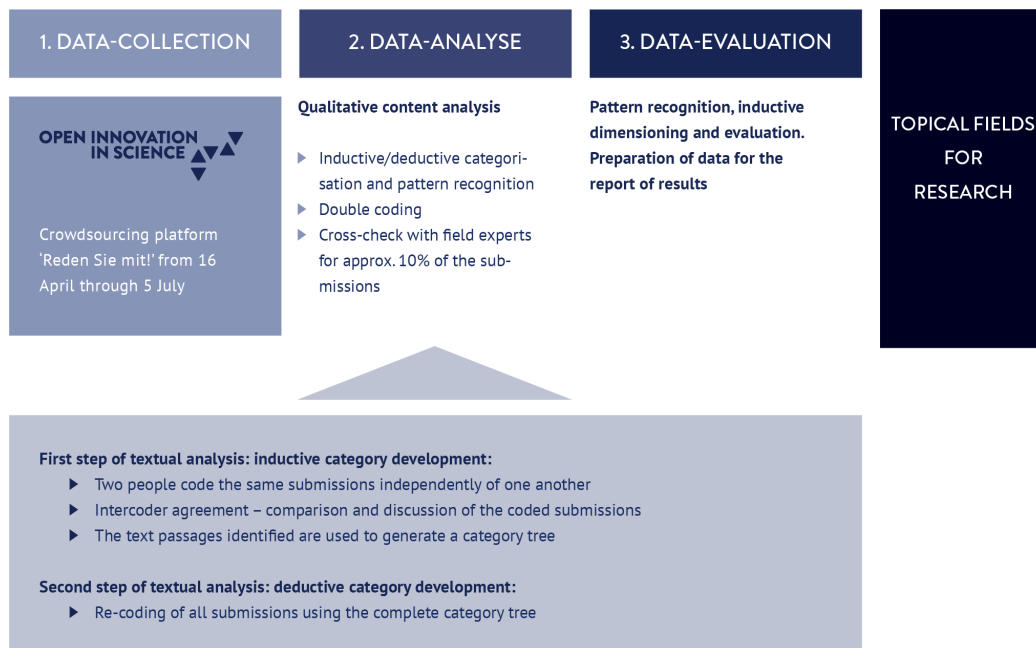 1. DATA-COLLECTION
OPEN INNOVATION
IN SCIENCE
Crowdsourcing platform
‘Reden Sie mit!’ from 16
April through 5 July
2. DATA-ANALYSE
Qualitative content analysis
Inductive/deductive categori-
sation and pattern recognition
Double coding
Cross-check with field experts
for approx. 10% of the sub-
missions
3. DATA-EVALUATION
Pattern recognition, inductive
dimensioning and evaluation.
Preparation of data for the
report of results
TOPICAL FIELDS
FOR
RESEARCH
First step of textual analysis: inductive category development:
Two people code the same submissions independently of one another
Intercoder agreement – comparison and discussion of the coded submissions
The text passages identified are used to generate a category tree
Second step of textual analysis: deductive category development:
Re-coding of all submissions using the complete category tree